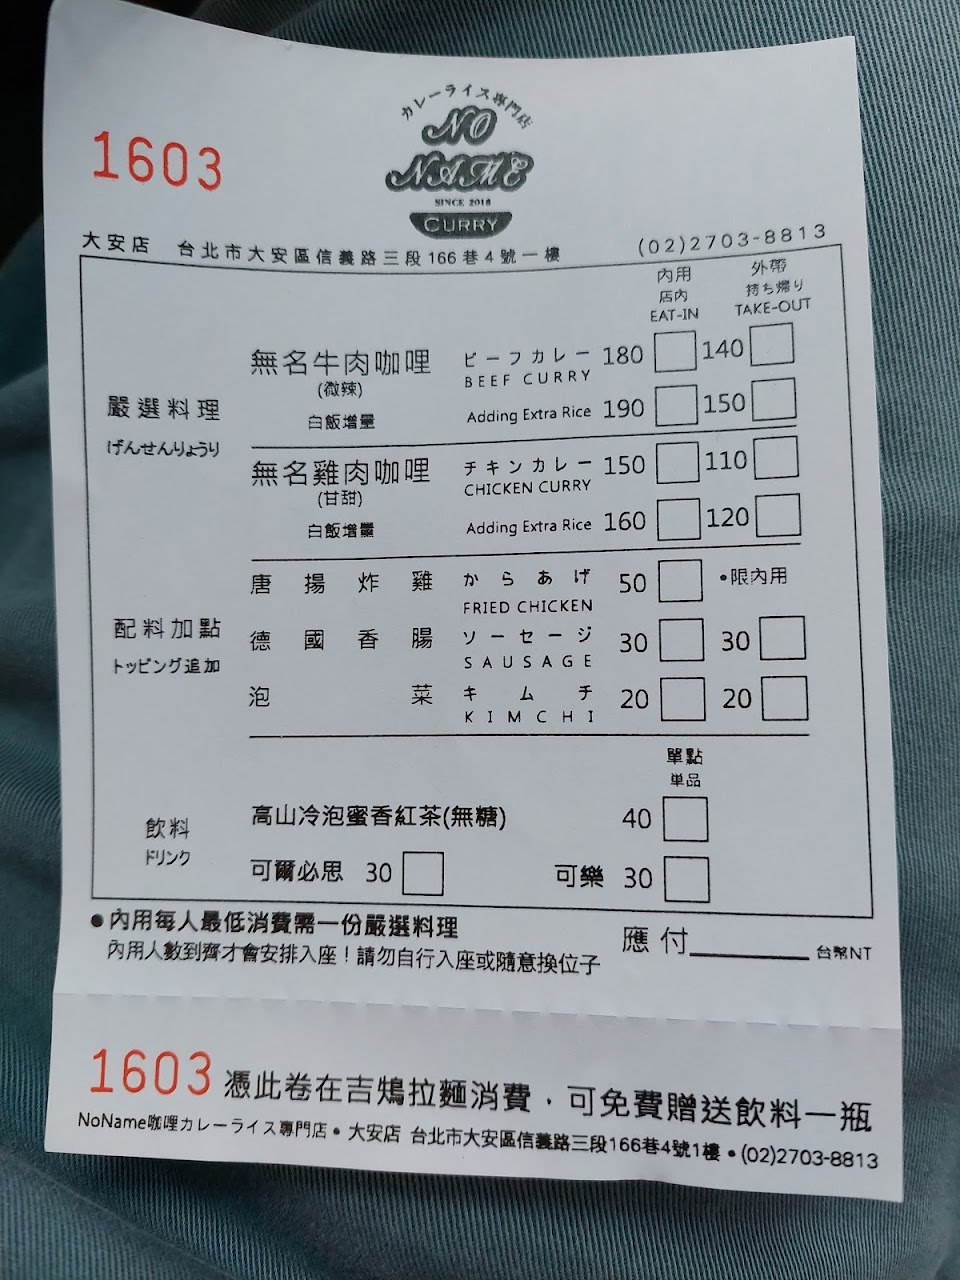 カレーライス專門店
NO
NAME
SINCE 2018
CURRY
1603
大安店 台北市大安區信義路三段166巷4號一樓 (02)2703-8813
內用 外帶
店內 持ち帰り
EAT-IN TAKE-OUT
嚴選料理
げんせんりょうり
無名牛肉咖哩 ビーフカレー 180 140
(微辣) BEEF CURRY
白飯增量 Adding Extra Rice 190 150
無名雞肉咖哩 チキンカレー 150 110
(甘甜) CHICKEN CURRY
白飯增量 Adding Extra Rice 160 120
配料加點
トッピング追加
唐揚炸雞 からあげ 50 •限內用
FRIED CHICKEN
德國香腸 ソーセージ 30 30
SAUSAGE
泡菜 キムチ 20 20
KIMCHI
單點
単品
飲料
ドリンク
高山冷泡蜜香紅茶(無糖) 40
可爾必思 30 可樂 30
●內用每人最低消費需一份嚴選料理
內用人數到齊才會安排入座！請勿自行入座或隨意換位子
應付______台幣NT
1603 憑此卷在吉鴆拉麵消費，可免費贈送飲料一瓶
NoName咖哩カレーライス專門店•大安店 台北市大安區信義路三段166巷4號1樓•(02)2703-8813